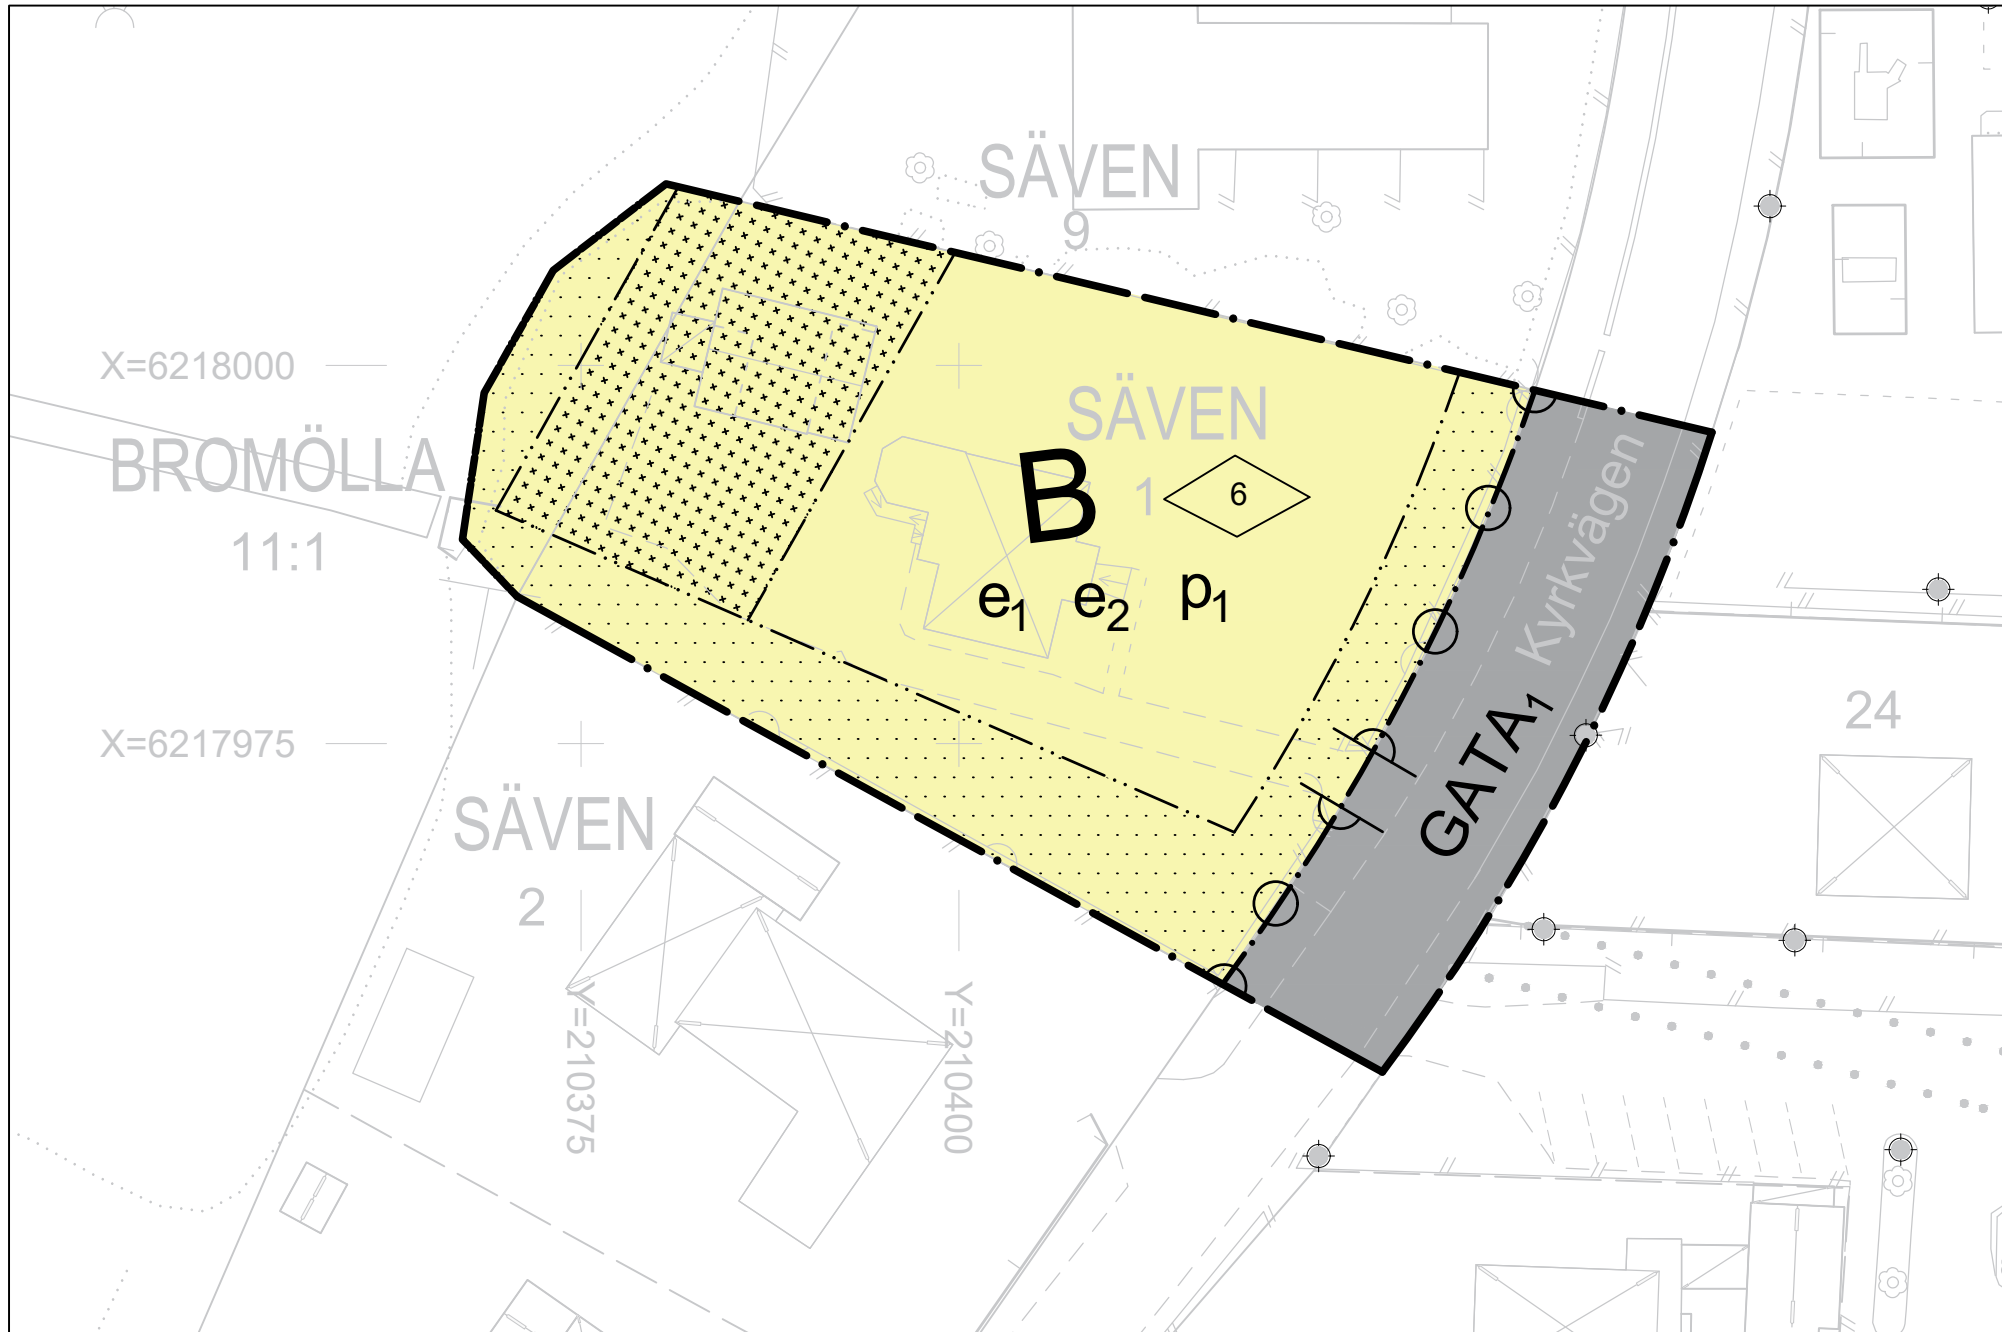 SÄVEN
9
X=6218000
SÄVEN
1
6
B
BROMÖLLA
11:1
e1 e2 p1
Kyrkvägen
GATA1
24
X=6217975
SÄVEN
2
Y=210375
Y=210400